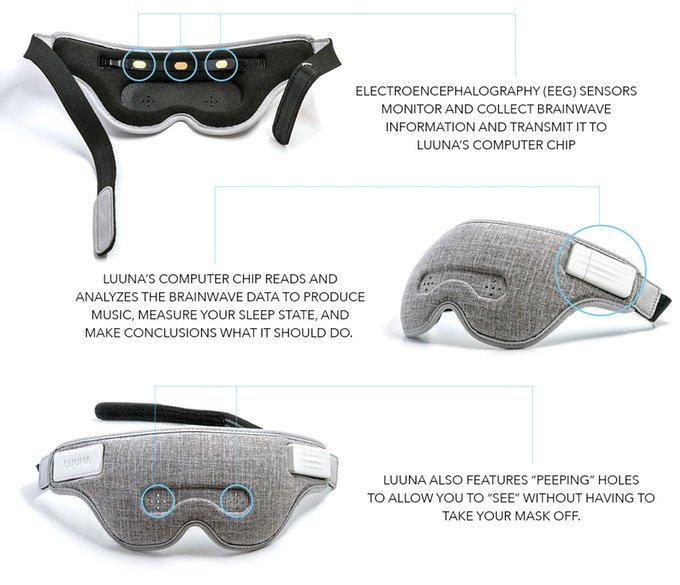 ELECTROENCEPHALOGRAPHY (EEG) SENSORS
MONITOR AND COLLECT BRAINWAVE
INFORMATION AND TRANSMIT IT TO
LUUNA'S COMPUTER CHIP
LUUNA'S COMPUTER CHIP READS AND
ANALYZES THE BRAINWAVE DATA TO PRODUCE
MUSIC, MEASURE YOUR SLEEP STATE, AND
MAKE CONCLUSIONS WHAT IT SHOULD DO.
LUUNA
LUUNA ALSO FEATURES “PEEPING” HOLES
TO ALLOW YOU TO “SEE” WITHOUT HAVING TO
TAKE YOUR MASK OFF.